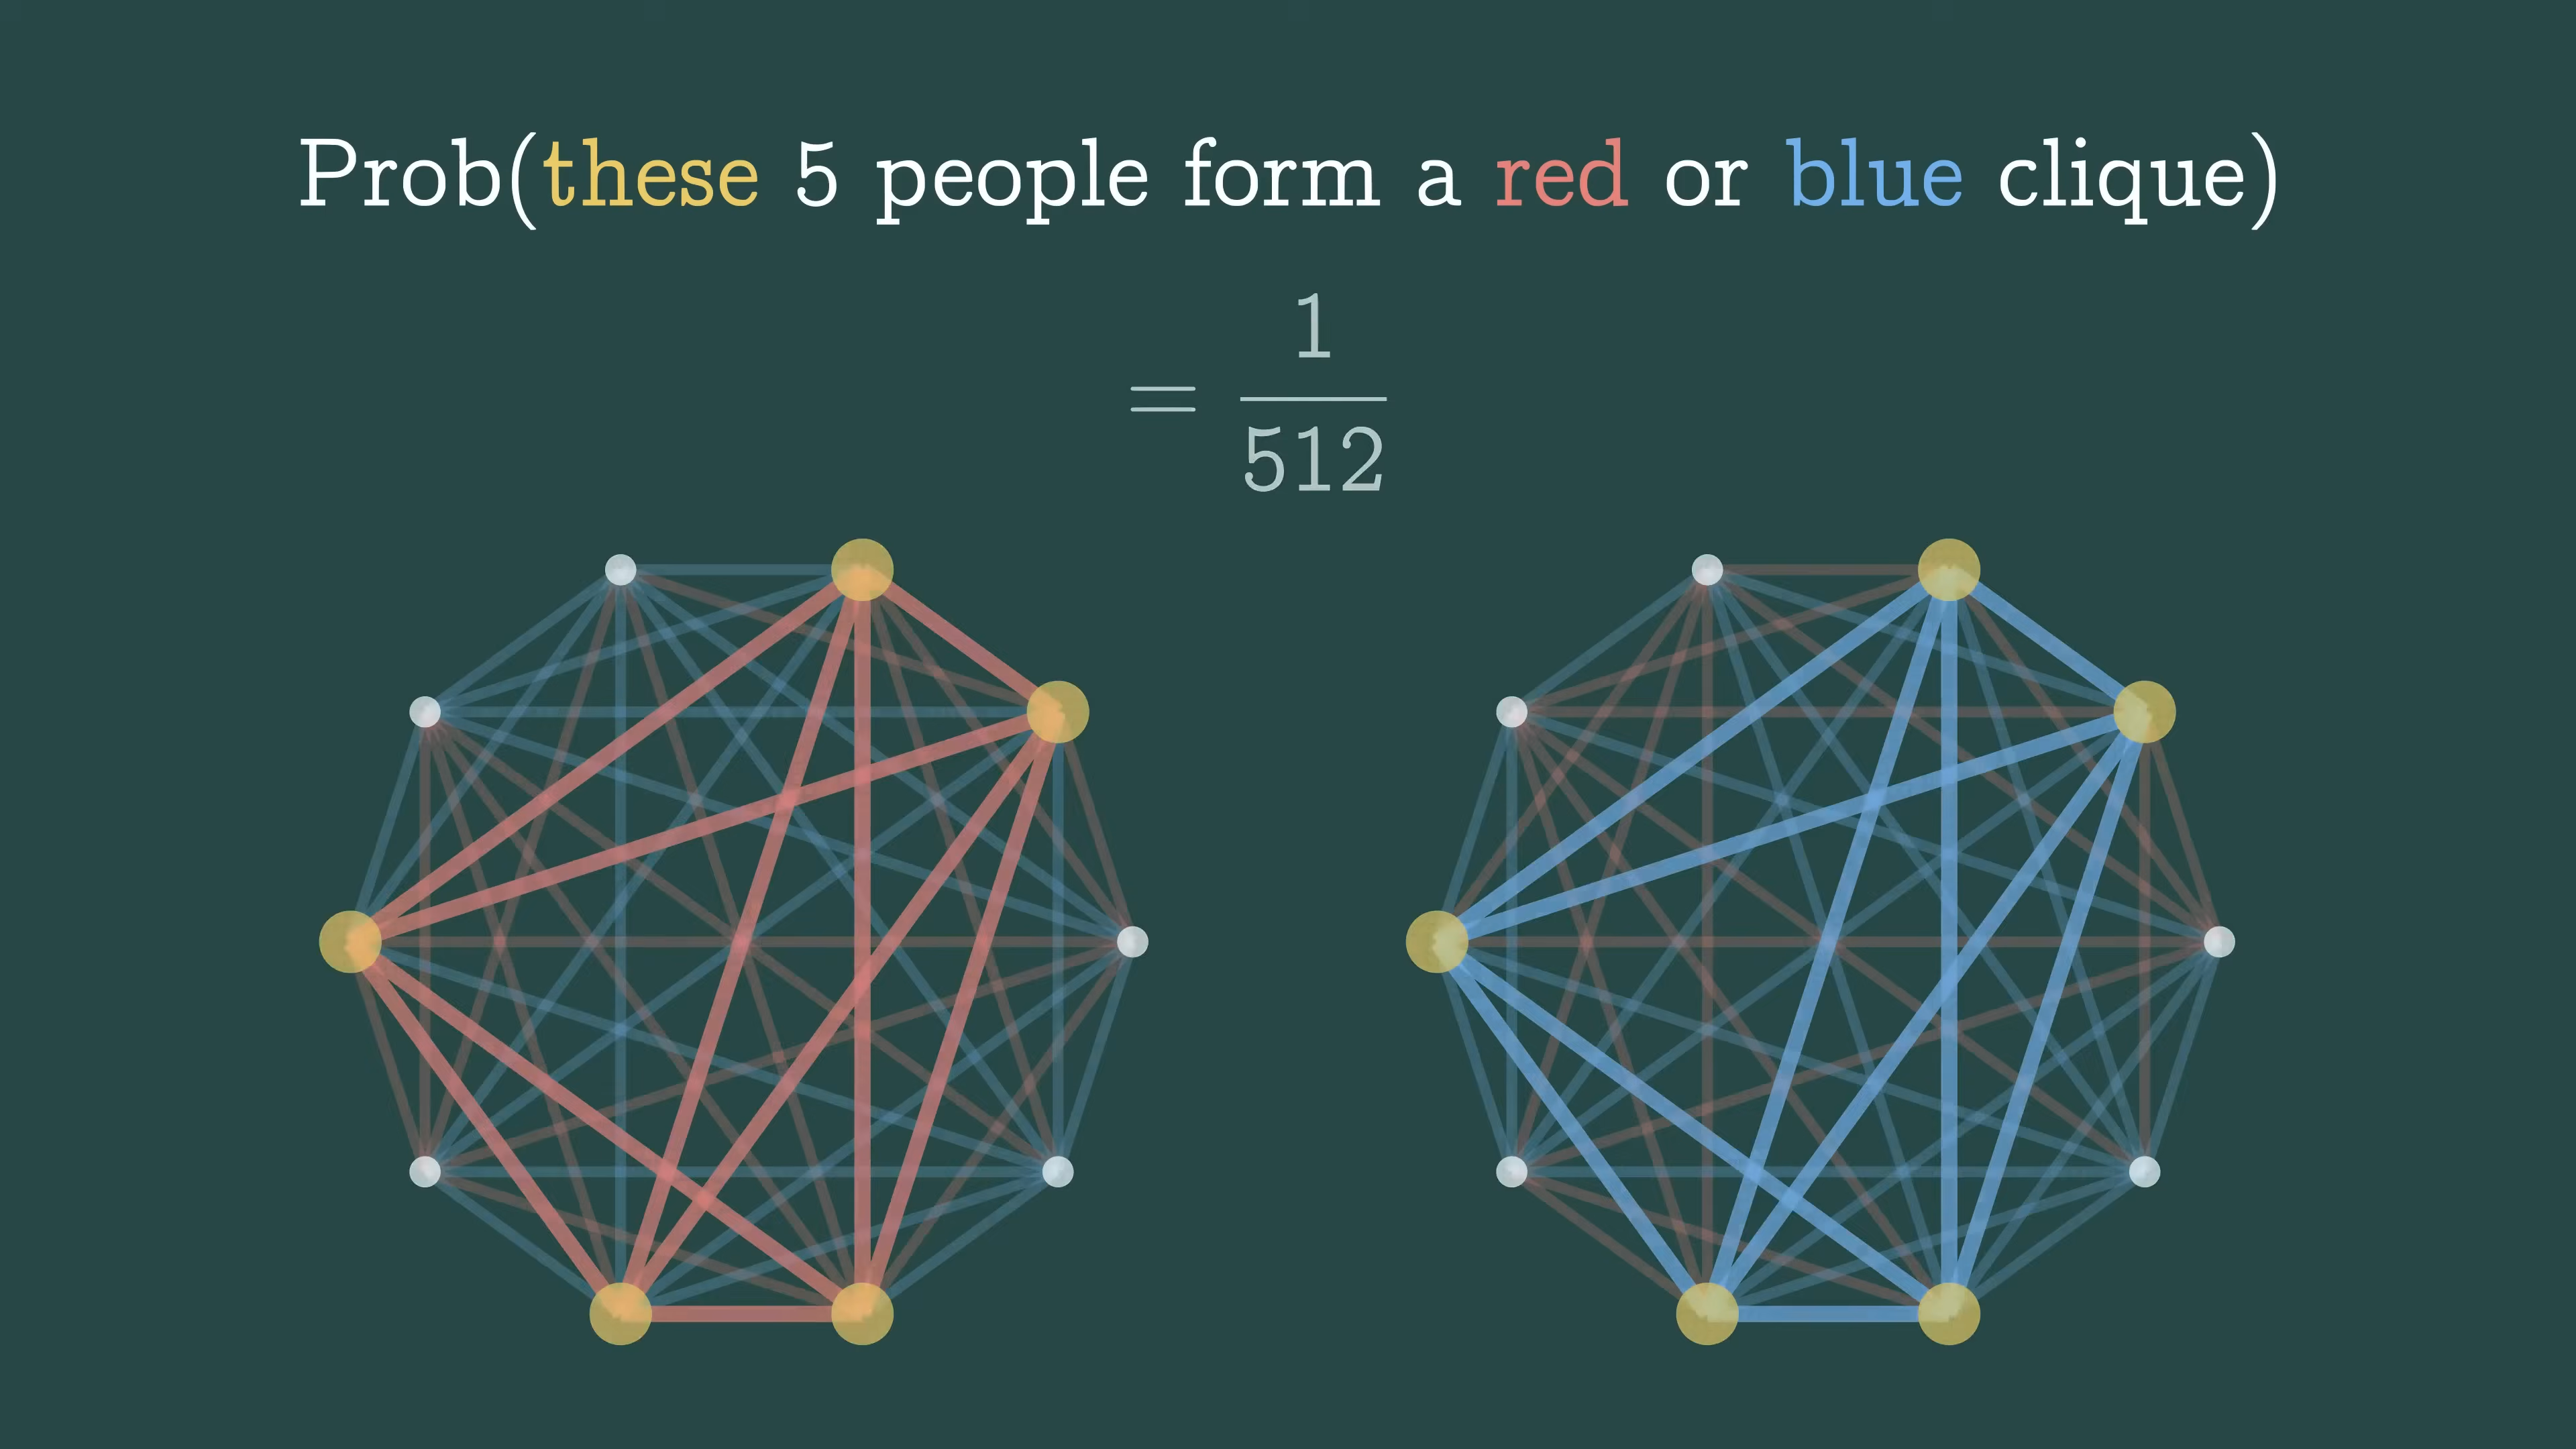 Prob(these 5 people form a red or blue clique)
= 1/512